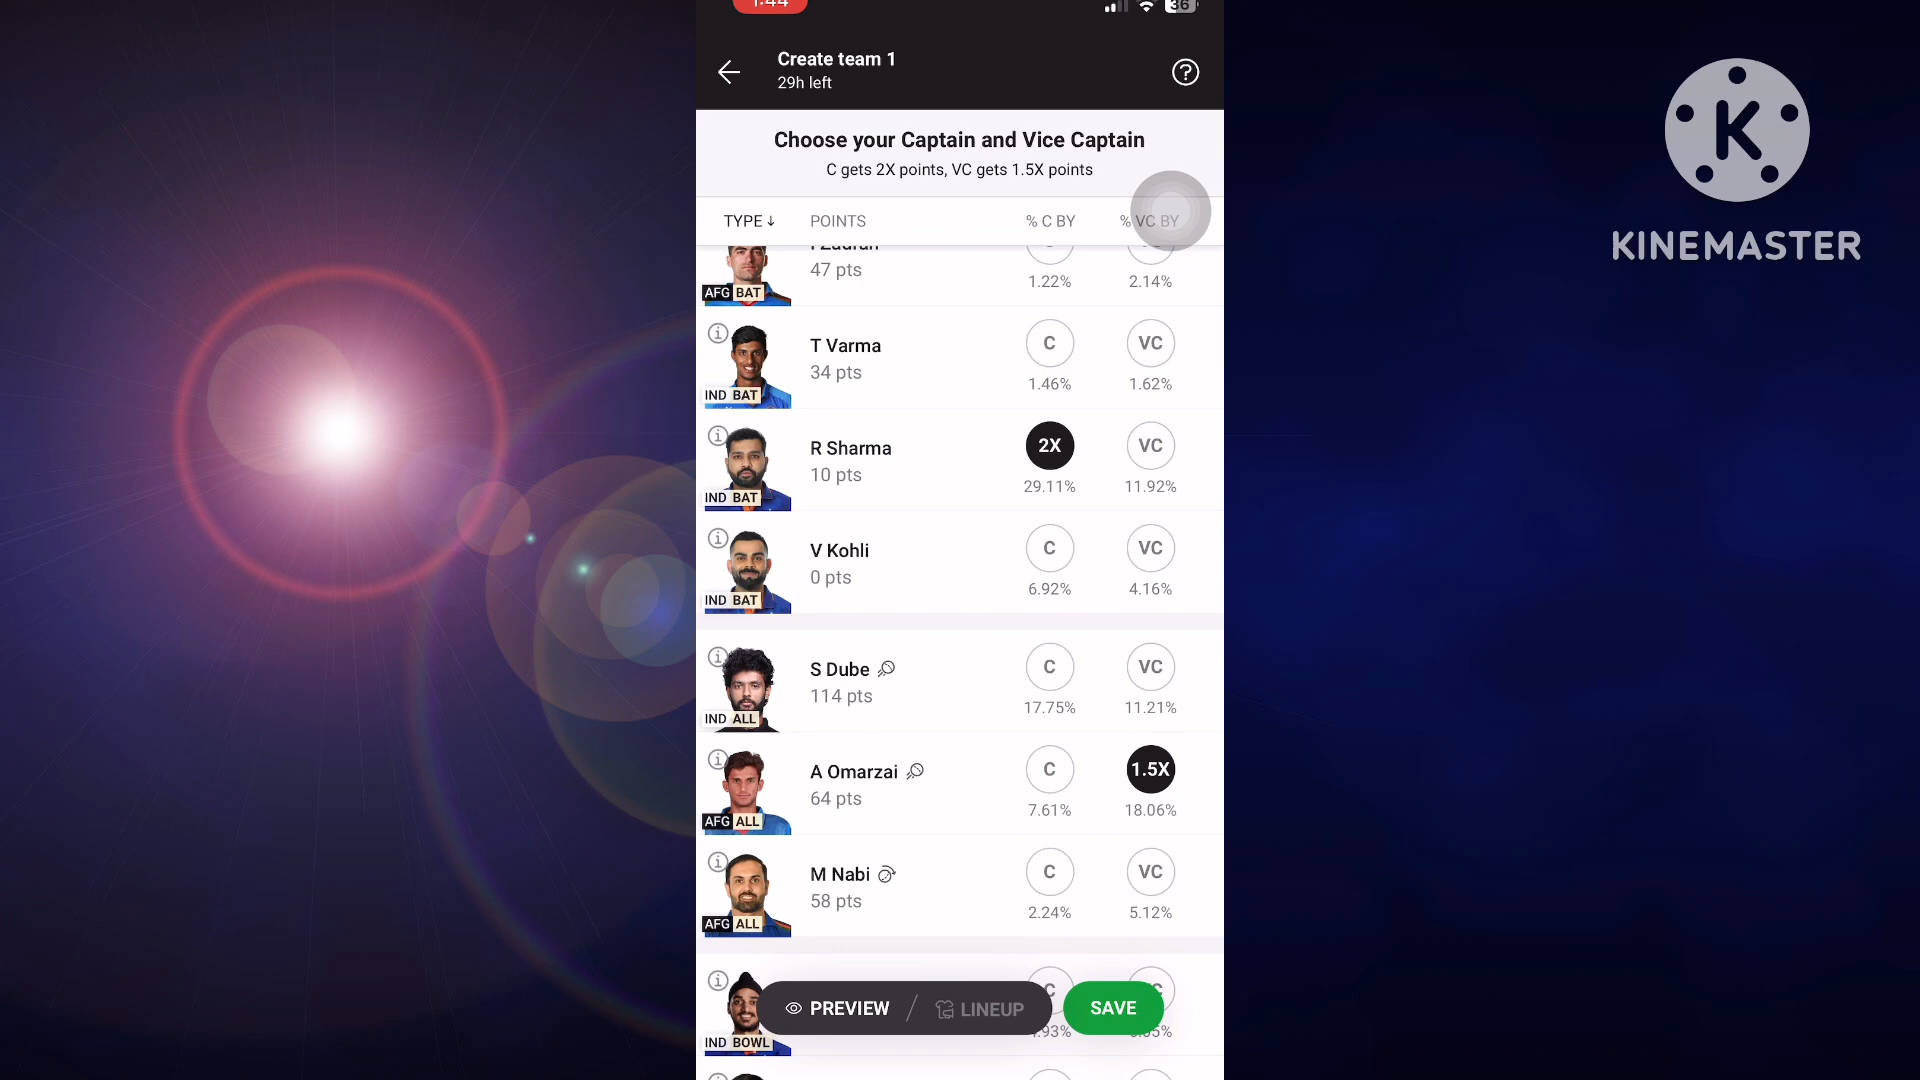 1:44
36
Create team 1
29h left
Choose your Captain and Vice Captain
C gets 2X points, VC gets 1.5X points
TYPE ↓ POINTS % C BY % VC BY
47 pts
1.22% 2.14%
AFG BAT
T Varma C VC
34 pts
1.46% 1.62%
IND BAT
R Sharma 2X VC
10 pts
29.11% 11.92%
IND BAT
V Kohli C VC
0 pts
6.92% 4.16%
IND BAT
S Dube C VC
114 pts
17.75% 11.21%
IND ALL
A Omarzai C 1.5X
64 pts
7.61% 18.06%
AFG ALL
M Nabi C VC
58 pts
2.24% 5.12%
AFG ALL
PREVIEW / LINEUP SAVE
IND BOWL
K
KINEMASTER